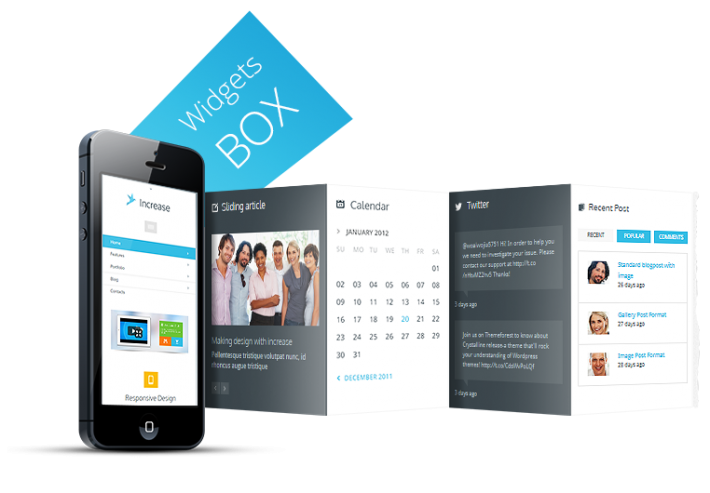 Widgets
BOX
Increase
Home
Features
Portfolio
Blog
Contacts
Responsive Design
Sliding article
Making design with increase
Pellentesque tristique volutpat nunc, id
rhoncus augue tristique
Calendar
JANUARY 2012
SU MO TU WE TH FR SA
01
02 03 04 05 06 07 08
09 10 11 12 13 14 15
16 17 18 19 20 21 22
23 24 25 26 27 28 29
30 31
< DECEMBER 2011
Twitter
Hi! In order to help you
we need to investigate your issue. Please
contact our support at http://t.co
Thanks!
3 days ago
Join us on Themeforest to know about
Crystalline release a theme that'll rock
your understanding of Wordpress
themes!
3 days ago
Recent Post
RECENT POPULAR COMMENTS
Standard blogpost with
image
26 days ago
Gallery Post Format
27 days ago
Image Post Format
28 days ago